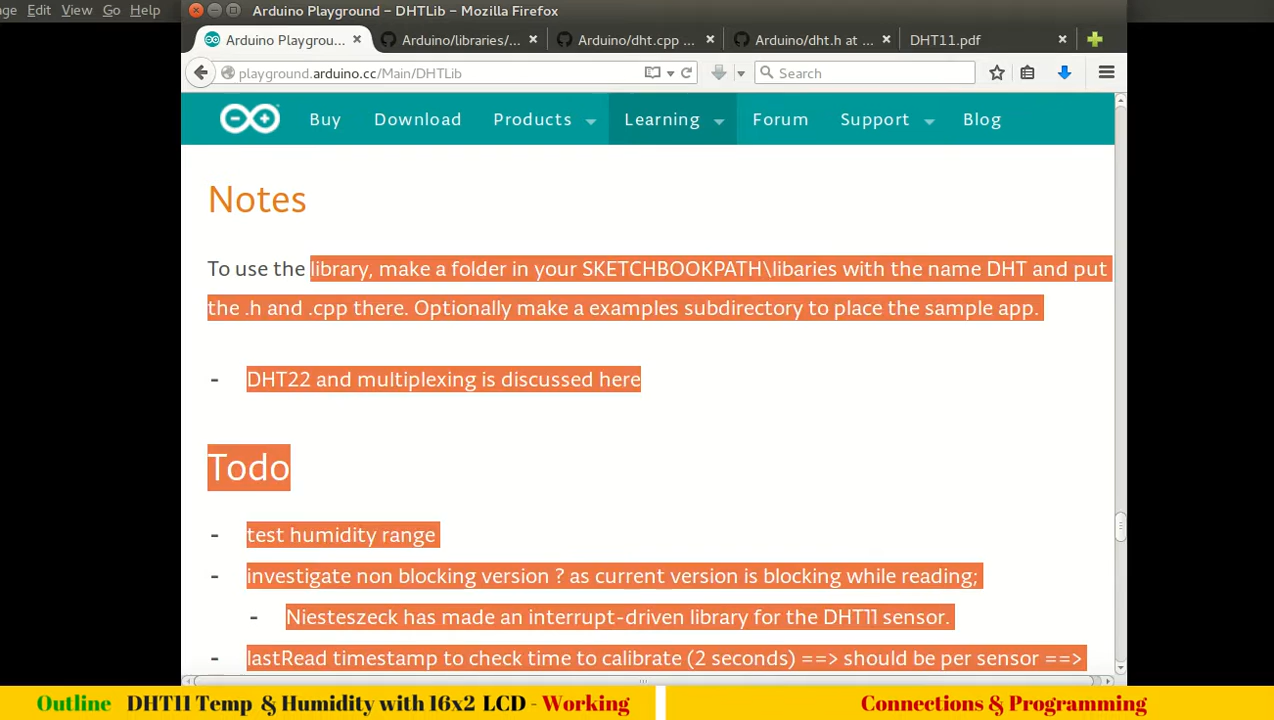 ge Edit View Go Help
Arduino Playground – DHTLib – Mozilla Firefox
Arduino Playgrou... Arduino/libraries/... Arduino/dht.cpp ... Arduino/dht.h at ... DHT11.pdf
playground.arduino.cc/Main/DHTLib Search
Buy Download Products Learning Forum Support Blog
Notes
To use the library, make a folder in your SKETCHBOOKPATH\libaries with the name DHT and put
the .h and .cpp there. Optionally make a examples subdirectory to place the sample app.
- DHT22 and multiplexing is discussed here
Todo
- test humidity range
- investigate non blocking version ? as current version is blocking while reading;
- Niesteszeck has made an interrupt-driven library for the DHT11 sensor.
- lastRead timestamp to check time to calibrate (2 seconds) ==> should be per sensor ==>
Outline DHT11 Temp & Humidity with 16x2 LCD - Working Connections & Programming